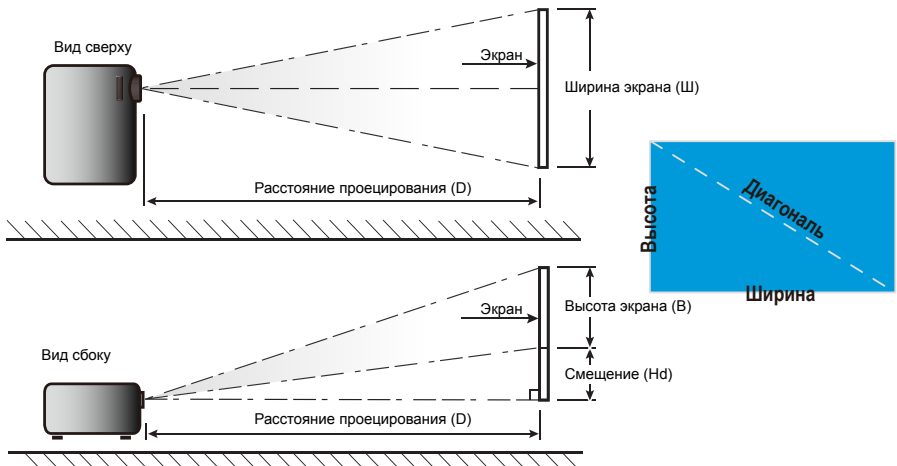 Вид сверху
Экран
Ширина экрана (Ш)
Расстояние проецирования (D)
Высота
Диагональ
Ширина
Экран
Высота экрана (В)
Вид сбоку
Смещение (Hd)
Расстояние проецирования (D)